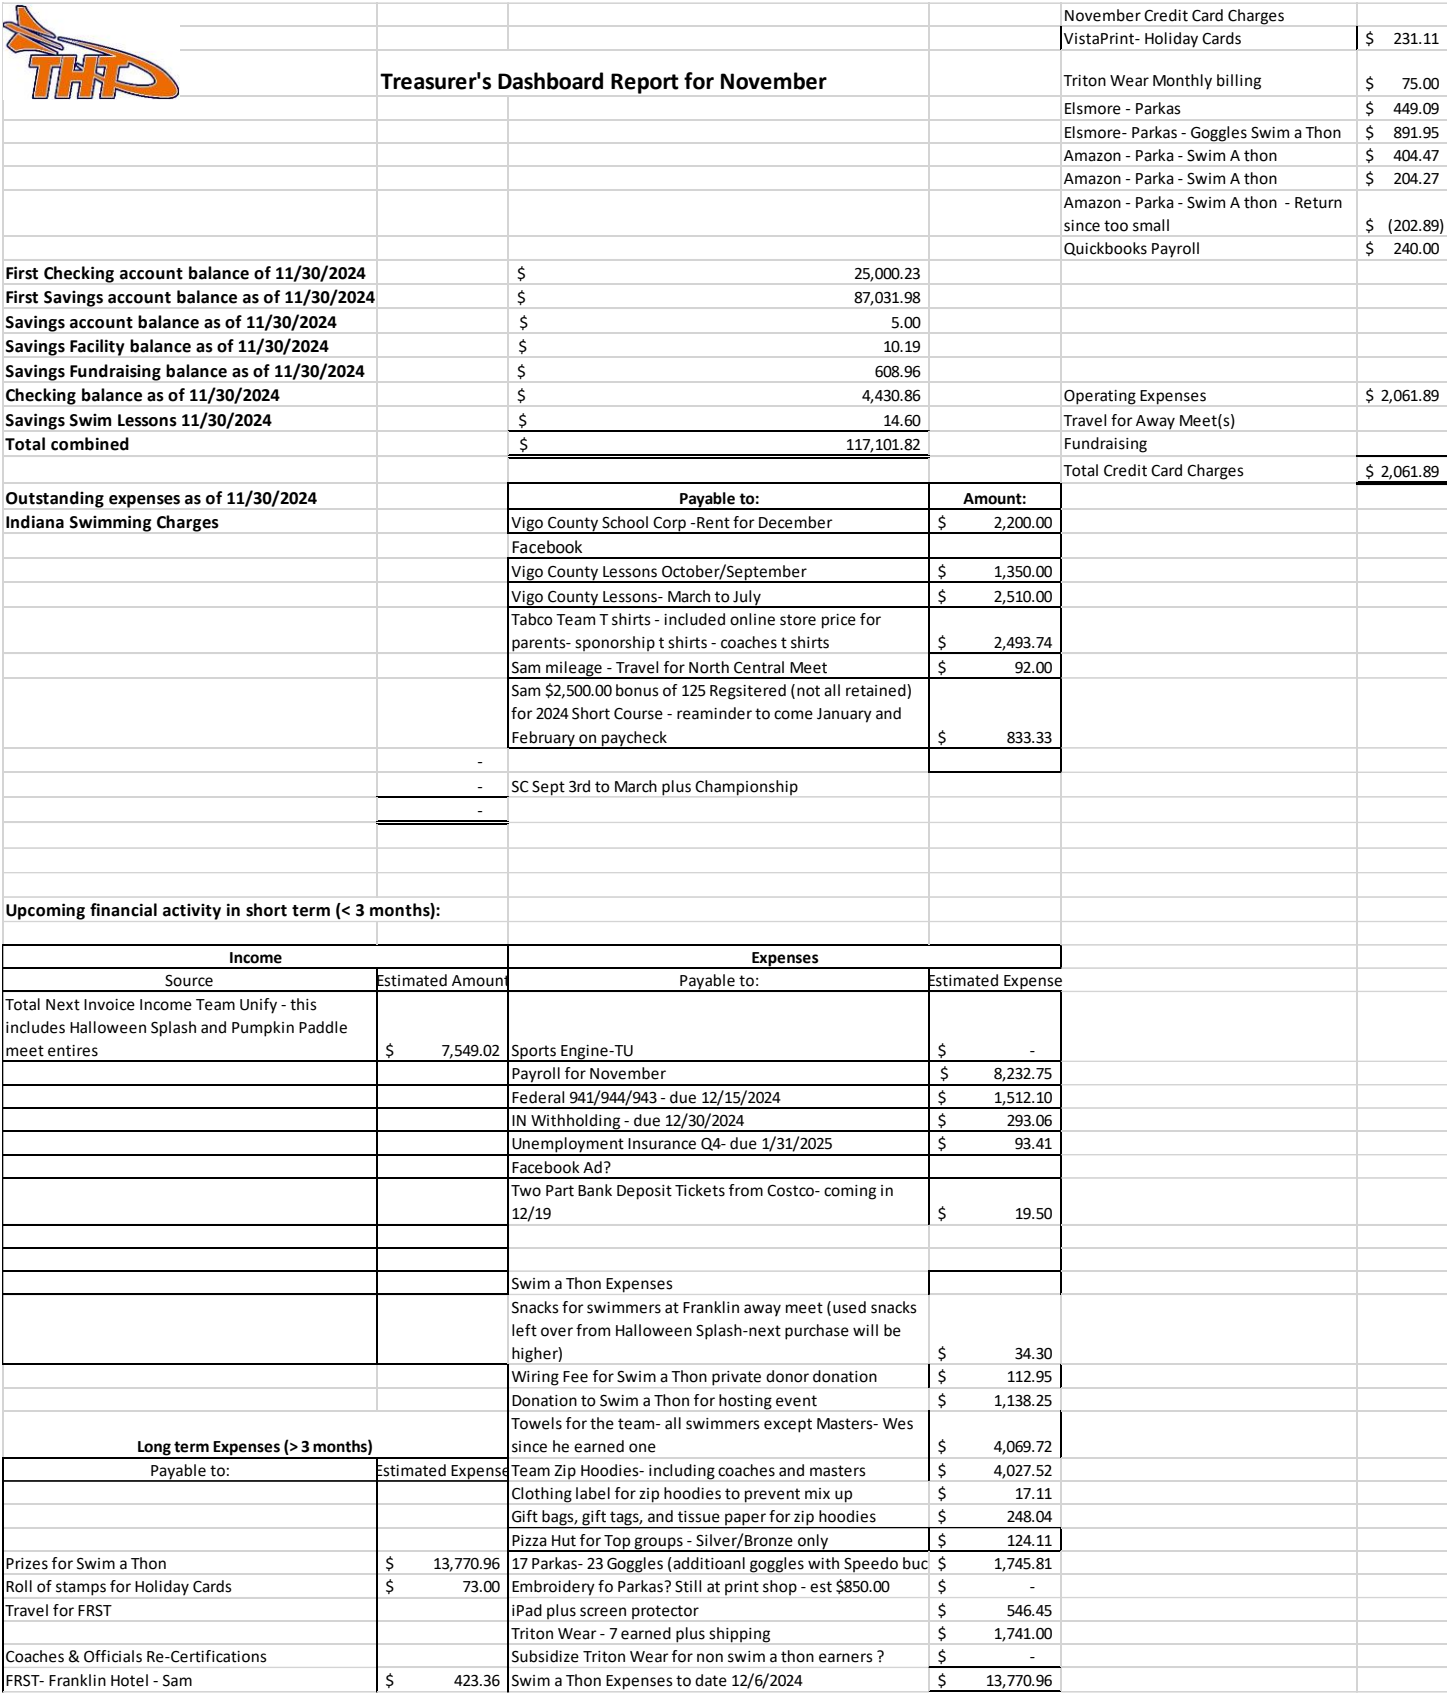 November Credit Card Charges
VistaPrint- Holiday Cards $ 231.11
THT
Treasurer's Dashboard Report for November
Triton Wear Monthly billing $ 75.00
Elsmore - Parkas $ 449.09
Elsmore- Parkas - Goggles Swim a Thon $ 891.95
Amazon - Parka - Swim A thon $ 404.47
Amazon - Parka - Swim A thon $ 204.27
Amazon - Parka - Swim A thon - Return
since too small $ (202.89)
Quickbooks Payroll $ 240.00
First Checking account balance of 11/30/2024 $ 25,000.23
First Savings account balance as of 11/30/2024 $ 87,031.98
Savings account balance as of 11/30/2024 $ 5.00
Savings Facility balance as of 11/30/2024 $ 10.19
Savings Fundraising balance as of 11/30/2024 $ 608.96
Checking balance as of 11/30/2024 $ 4,430.86
Operating Expenses $ 2,061.89
Savings Swim Lessons 11/30/2024 $ 14.60
Travel for Away Meet(s)
Total combined $ 117,101.82
Fundraising
Total Credit Card Charges $ 2,061.89
Outstanding expenses as of 11/30/2024 Payable to: Amount:
Indiana Swimming Charges Vigo County School Corp -Rent for December $ 2,200.00
Facebook
Vigo County Lessons October/September $ 1,350.00
Vigo County Lessons- March to July $ 2,510.00
Tabco Team T shirts - included online store price for
parents- sponorship t shirts - coaches t shirts $ 2,493.74
Sam mileage - Travel for North Central Meet $ 92.00
Sam $2,500.00 bonus of 125 Regsitered (not all retained)
for 2024 Short Course - reaminder to come January and
February on paycheck $ 833.33
-
- SC Sept 3rd to March plus Championship
-
Upcoming financial activity in short term (< 3 months):
Income Expenses
Source Estimated Amount Payable to: Estimated Expense
Total Next Invoice Income Team Unify - this
includes Halloween Splash and Pumpkin Paddle
meet entires $ 7,549.02 Sports Engine-TU $ -
Payroll for November $ 8,232.75
Federal 941/944/943 - due 12/15/2024 $ 1,512.10
IN Withholding - due 12/30/2024 $ 293.06
Unemployment Insurance Q4- due 1/31/2025 $ 93.41
Facebook Ad?
Two Part Bank Deposit Tickets from Costco- coming in
12/19 $ 19.50
Swim a Thon Expenses
Snacks for swimmers at Franklin away meet (used snacks
left over from Halloween Splash-next purchase will be
higher) $ 34.30
Wiring Fee for Swim a Thon private donor donation $ 112.95
Donation to Swim a Thon for hosting event $ 1,138.25
Towels for the team- all swimmers except Masters- Wes
since he earned one $ 4,069.72
Long term Expenses (> 3 months)
Payable to: Estimated Expense Team Zip Hoodies- including coaches and masters $ 4,027.52
Clothing label for zip hoodies to prevent mix up $ 17.11
Gift bags, gift tags, and tissue paper for zip hoodies $ 248.04
Pizza Hut for Top groups - Silver/Bronze only $ 124.11
Prizes for Swim a Thon $ 13,770.96 17 Parkas- 23 Goggles (additioanl goggles with Speedo buc $ 1,745.81
Roll of stamps for Holiday Cards $ 73.00 Embroidery fo Parkas? Still at print shop - est $850.00 $ -
Travel for FRST iPad plus screen protector $ 546.45
Triton Wear - 7 earned plus shipping $ 1,741.00
Coaches & Officials Re-Certifications Subsidize Triton Wear for non swim a thon earners ? $ -
FRST- Franklin Hotel - Sam $ 423.36 Swim a Thon Expenses to date 12/6/2024 $ 13,770.96